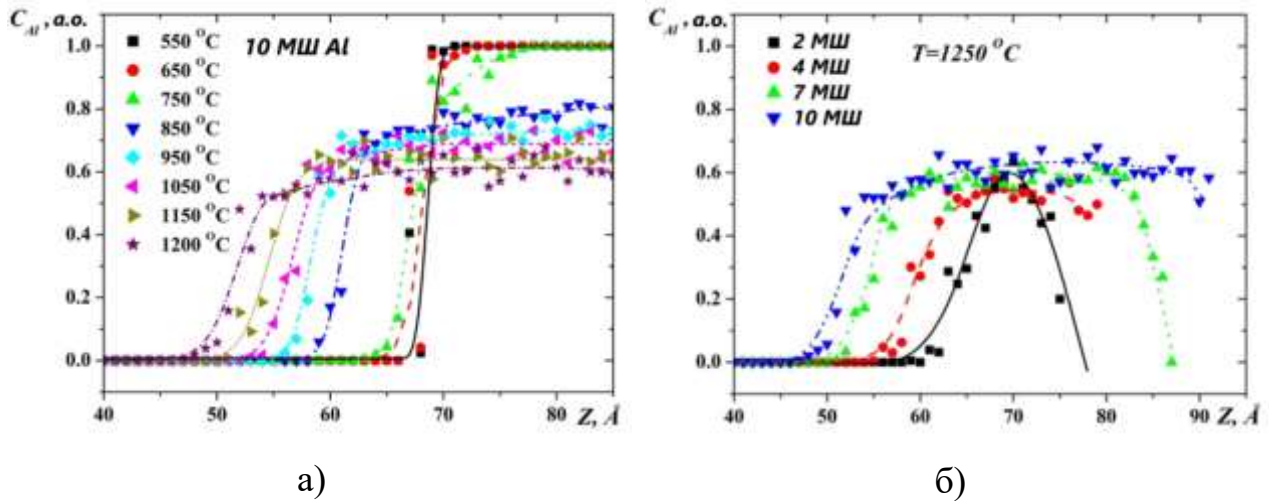 C_Al , a.o.
10 МШ Al
550 °C
650 °C
750 °C
850 °C
950 °C
1050 °C
1150 °C
1200 °C
1.0
0.8
0.6
0.4
0.2
0.0
40 50 60 70 80 Z, Å
а)
C_Al , a.o.
T=1250 °C
2 МШ
4 МШ
7 МШ
10 МШ
1.0
0.8
0.6
0.4
0.2
0.0
40 50 60 70 80 90 Z, Å
б)